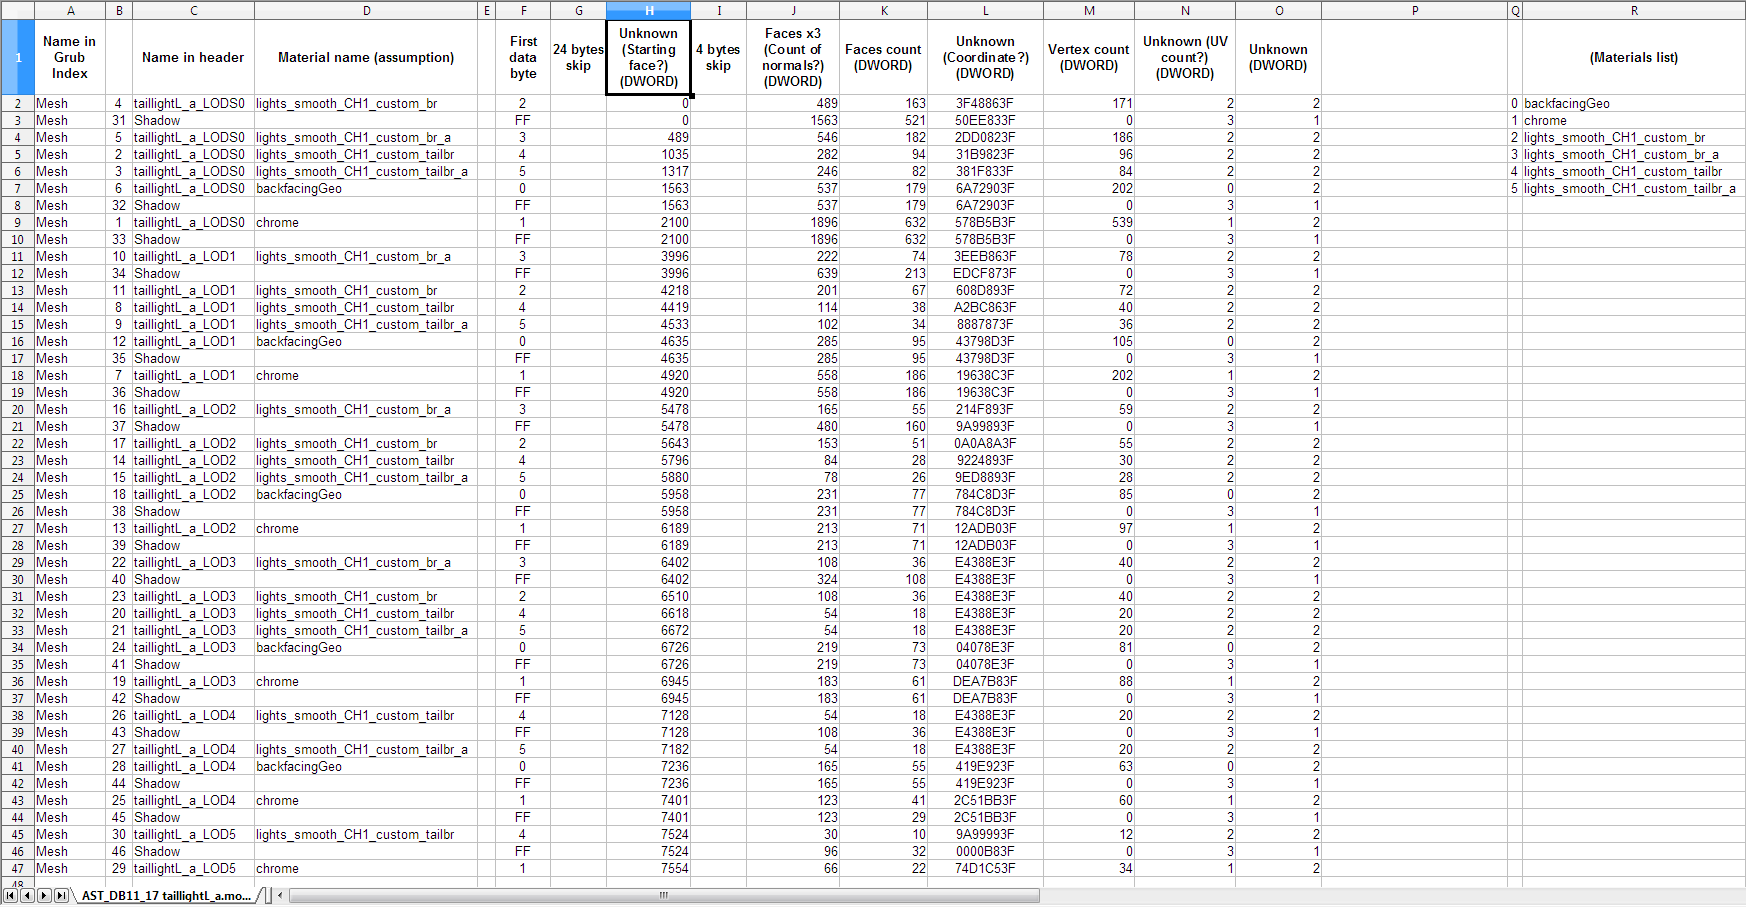 A B C D E F G H I J K L M N O P Q R
1 Name in Grub Index Name in header Material name (assumption) First data byte 24 bytes skip Unknown (Starting face?) (DWORD) 4 bytes skip Faces x3 (Count of normals?) (DWORD) Faces count (DWORD) Unknown (Coordinate?) (DWORD) Vertex count (DWORD) Unknown (UV count?) (DWORD) Unknown (DWORD) (Materials list)
2 Mesh 4 taillightL_a_LODS0 lights_smooth_CH1_custom_br 2 0 489 163 3F48863F 171 2 2 0 backfacingGeo
3 Mesh 31 Shadow FF 0 1563 521 50EE833F 0 3 1 1 chrome
4 Mesh 5 taillightL_a_LODS0 lights_smooth_CH1_custom_br_a 3 489 546 182 2DD0823F 186 2 2 2 lights_smooth_CH1_custom_br
5 Mesh 2 taillightL_a_LODS0 lights_smooth_CH1_custom_tailbr 4 1035 282 94 31B9823F 96 2 2 3 lights_smooth_CH1_custom_br_a
6 Mesh 3 taillightL_a_LODS0 lights_smooth_CH1_custom_tailbr_a 5 1317 246 82 381F833F 84 2 2 4 lights_smooth_CH1_custom_tailbr
7 Mesh 6 taillightL_a_LODS0 backfacingGeo 0 1563 537 179 6A72903F 202 0 2 5 lights_smooth_CH1_custom_tailbr_a
8 Mesh 32 Shadow FF 1563 537 179 6A72903F 0 3 1
9 Mesh 1 taillightL_a_LODS0 chrome 1 2100 1896 632 578B5B3F 539 1 2
10 Mesh 33 Shadow FF 2100 1896 632 578B5B3F 0 3 1
11 Mesh 10 taillightL_a_LOD1 lights_smooth_CH1_custom_br_a 3 3996 222 74 3EEB863F 78 2 2
12 Mesh 34 Shadow FF 3996 639 213 EDCF873F 0 3 1
13 Mesh 11 taillightL_a_LOD1 lights_smooth_CH1_custom_br 2 4218 201 67 608D893F 72 2 2
14 Mesh 8 taillightL_a_LOD1 lights_smooth_CH1_custom_tailbr 4 4419 114 38 A2BC863F 40 2 2
15 Mesh 9 taillightL_a_LOD1 lights_smooth_CH1_custom_tailbr_a 5 4533 102 34 8887873F 36 2 2
16 Mesh 12 taillightL_a_LOD1 backfacingGeo 0 4635 285 95 43798D3F 105 0 2
17 Mesh 35 Shadow FF 4635 285 95 43798D3F 0 3 1
18 Mesh 7 taillightL_a_LOD1 chrome 1 4920 558 186 19638C3F 202 1 2
19 Mesh 36 Shadow FF 4920 558 186 19638C3F 0 3 1
20 Mesh 16 taillightL_a_LOD2 lights_smooth_CH1_custom_br_a 3 5478 165 55 214F893F 59 2 2
21 Mesh 37 Shadow FF 5478 480 160 9A99893F 0 3 1
22 Mesh 17 taillightL_a_LOD2 lights_smooth_CH1_custom_br 2 5643 153 51 0A0A8A3F 55 2 2
23 Mesh 14 taillightL_a_LOD2 lights_smooth_CH1_custom_tailbr 4 5796 84 28 9224893F 30 2 2
24 Mesh 15 taillightL_a_LOD2 lights_smooth_CH1_custom_tailbr_a 5 5880 78 26 9ED8893F 28 2 2
25 Mesh 18 taillightL_a_LOD2 backfacingGeo 0 5958 231 77 784C8D3F 85 0 2
26 Mesh 38 Shadow FF 5958 231 77 784C8D3F 0 3 1
27 Mesh 13 taillightL_a_LOD2 chrome 1 6189 213 71 12ADB03F 97 1 2
28 Mesh 39 Shadow FF 6189 213 71 12ADB03F 0 3 1
29 Mesh 22 taillightL_a_LOD3 lights_smooth_CH1_custom_br_a 3 6402 108 36 E4388E3F 40 2 2
30 Mesh 40 Shadow FF 6402 324 108 E4388E3F 0 3 1
31 Mesh 23 taillightL_a_LOD3 lights_smooth_CH1_custom_br 2 6510 108 36 E4388E3F 40 2 2
32 Mesh 20 taillightL_a_LOD3 lights_smooth_CH1_custom_tailbr 4 6618 54 18 E4388E3F 20 2 2
33 Mesh 21 taillightL_a_LOD3 lights_smooth_CH1_custom_tailbr_a 5 6672 54 18 E4388E3F 20 2 2
34 Mesh 24 taillightL_a_LOD3 backfacingGeo 0 6726 219 73 04078E3F 81 0 2
35 Mesh 41 Shadow FF 6726 219 73 04078E3F 0 3 1
36 Mesh 19 taillightL_a_LOD3 chrome 1 6945 183 61 DEA7B83F 88 1 2
37 Mesh 42 Shadow FF 6945 183 61 DEA7B83F 0 3 1
38 Mesh 26 taillightL_a_LOD4 lights_smooth_CH1_custom_tailbr 4 7128 54 18 E4388E3F 20 2 2
39 Mesh 43 Shadow FF 7128 108 36 E4388E3F 0 3 1
40 Mesh 27 taillightL_a_LOD4 lights_smooth_CH1_custom_tailbr_a 5 7182 54 18 E4388E3F 20 2 2
41 Mesh 28 taillightL_a_LOD4 backfacingGeo 0 7236 165 55 419E923F 63 0 2
42 Mesh 44 Shadow FF 7236 165 55 419E923F 0 3 1
43 Mesh 25 taillightL_a_LOD4 chrome 1 7401 123 41 2C51BB3F 60 1 2
44 Mesh 45 Shadow FF 7401 123 29 2C51BB3F 0 3 1
45 Mesh 30 taillightL_a_LOD5 lights_smooth_CH1_custom_tailbr 4 7524 30 10 9A99993F 12 2 2
46 Mesh 46 Shadow FF 7524 96 32 0000B83F 0 3 1
47 Mesh 29 taillightL_a_LOD5 chrome 1 7554 66 22 74D1C53F 34 1 2
48
AST_DB11_17 taillightL_a.mo...